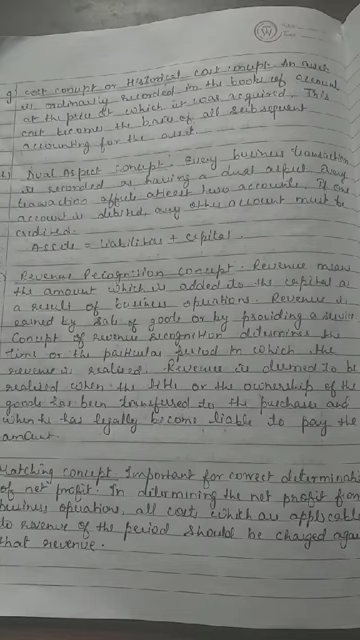 g) Cost concept or Historical cost concept - An asset
is ordinarily recorded in the books of account
at the price at which it was acquired. This
cost become the basis of all subsequent
accounting for the asset.
Dual Aspect concept - Every business transaction
is recorded as having a dual aspect. Every
transaction affects atleast two accounts. If one
account is debited, any other account must be
credited.
Assets = liabilities + capital.
Revenue Recognition concept - Revenue means
the amount which is added to the capital as
a result of business operations. Revenue is
earned by sale of goods or by providing a service
Concept of revenue recognition determines the
time or the particular period in which the
revenue is realised. Revenue is deemed to be
realised when the title or the ownership of the
goods has been transferred to the purchaser and
when he has legally become liable to pay the
amount.
Matching concept. Important for correct determinati
of net profit. In determining the net profit from
business operations, all costs which are applicable
to revenue of the period should be charged again
that revenue.